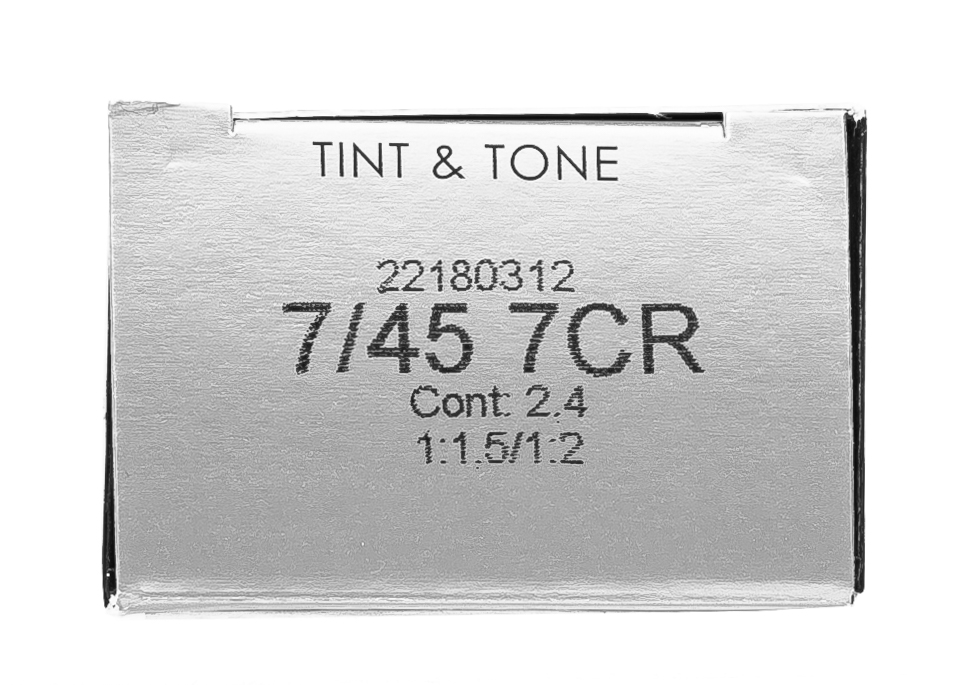 TINT & TONE
22180312
7/45 7CR
Cont: 2.4
1:1.5/1:2